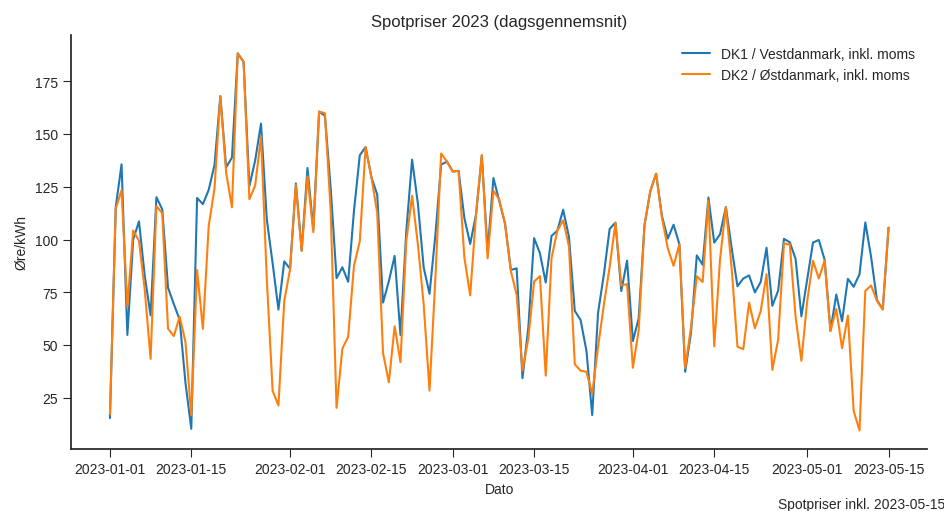 Spotpriser 2023 (dagsgennemsnit)
DK1 / Vestdanmark, inkl. moms
DK2 / Østdanmark, inkl. moms
Øre/kWh
175
150
125
100
75
50
25
2023-01-01 2023-01-15 2023-02-01 2023-02-15 2023-03-01 2023-03-15 2023-04-01 2023-04-15 2023-05-01 2023-05-15
Dato
Spotpriser inkl. 2023-05-15